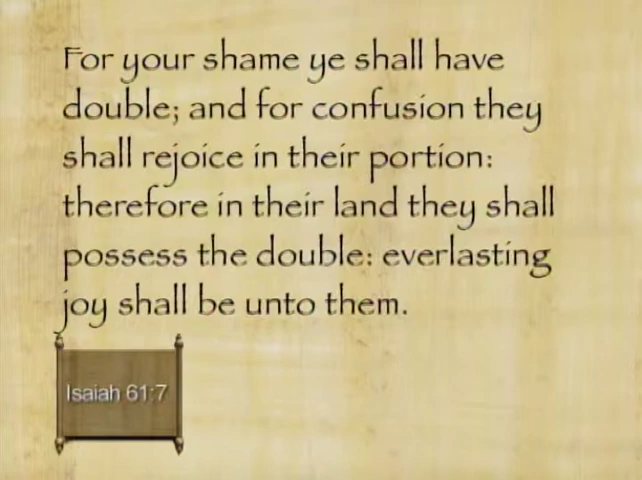 For your shame ye shall have
double; and for confusion they
shall rejoice in their portion:
therefore in their land they shall
possess the double: everlasting
joy shall be unto them.
Isaiah 61:7